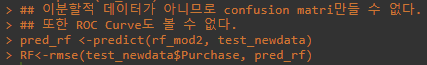 > ## 이분할적 데이터가 아니므로 confusion matri만들 수 없다.
> ## 또한 ROC Curve도 볼 수 없다.
> pred_rf <-predict(rf_mod2, test_newdata)
> RF<-rmse(test_newdata$Purchase, pred_rf)
>